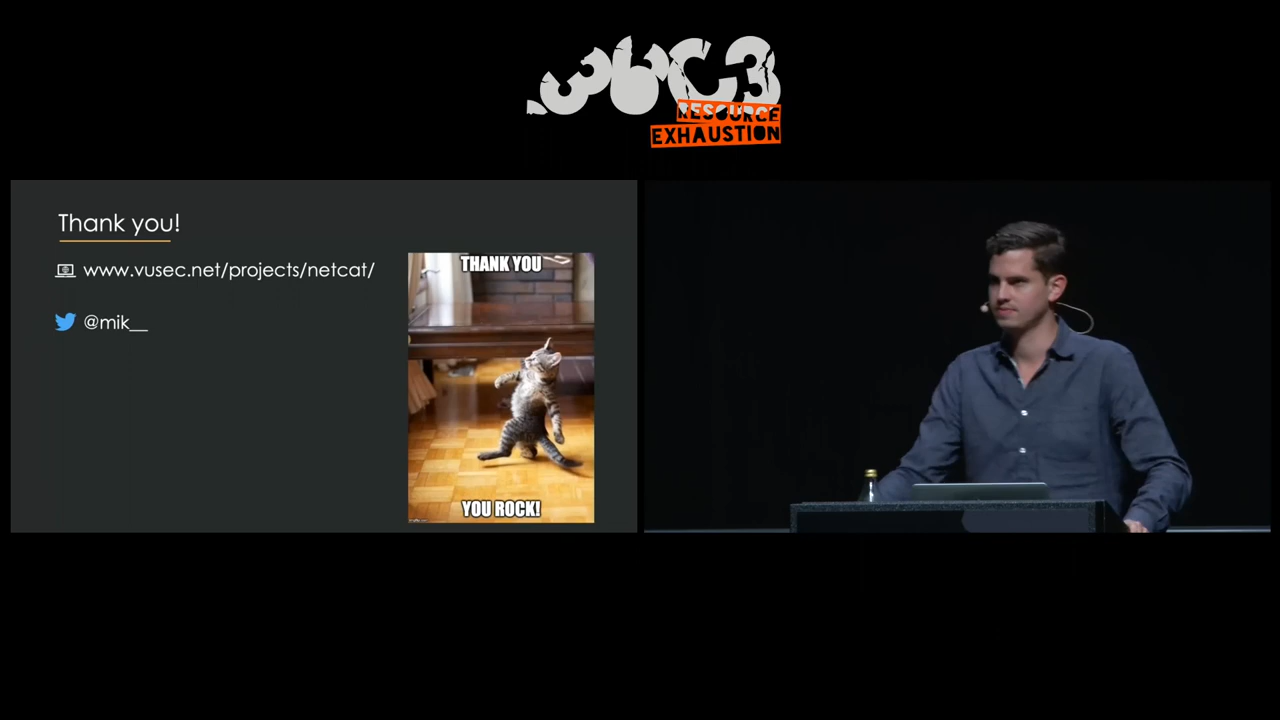 36C3
RESOURCE
EXHAUSTION
Thank you!
www.vusec.net/projects/netcat/
@mik__
THANK YOU
YOU ROCK!